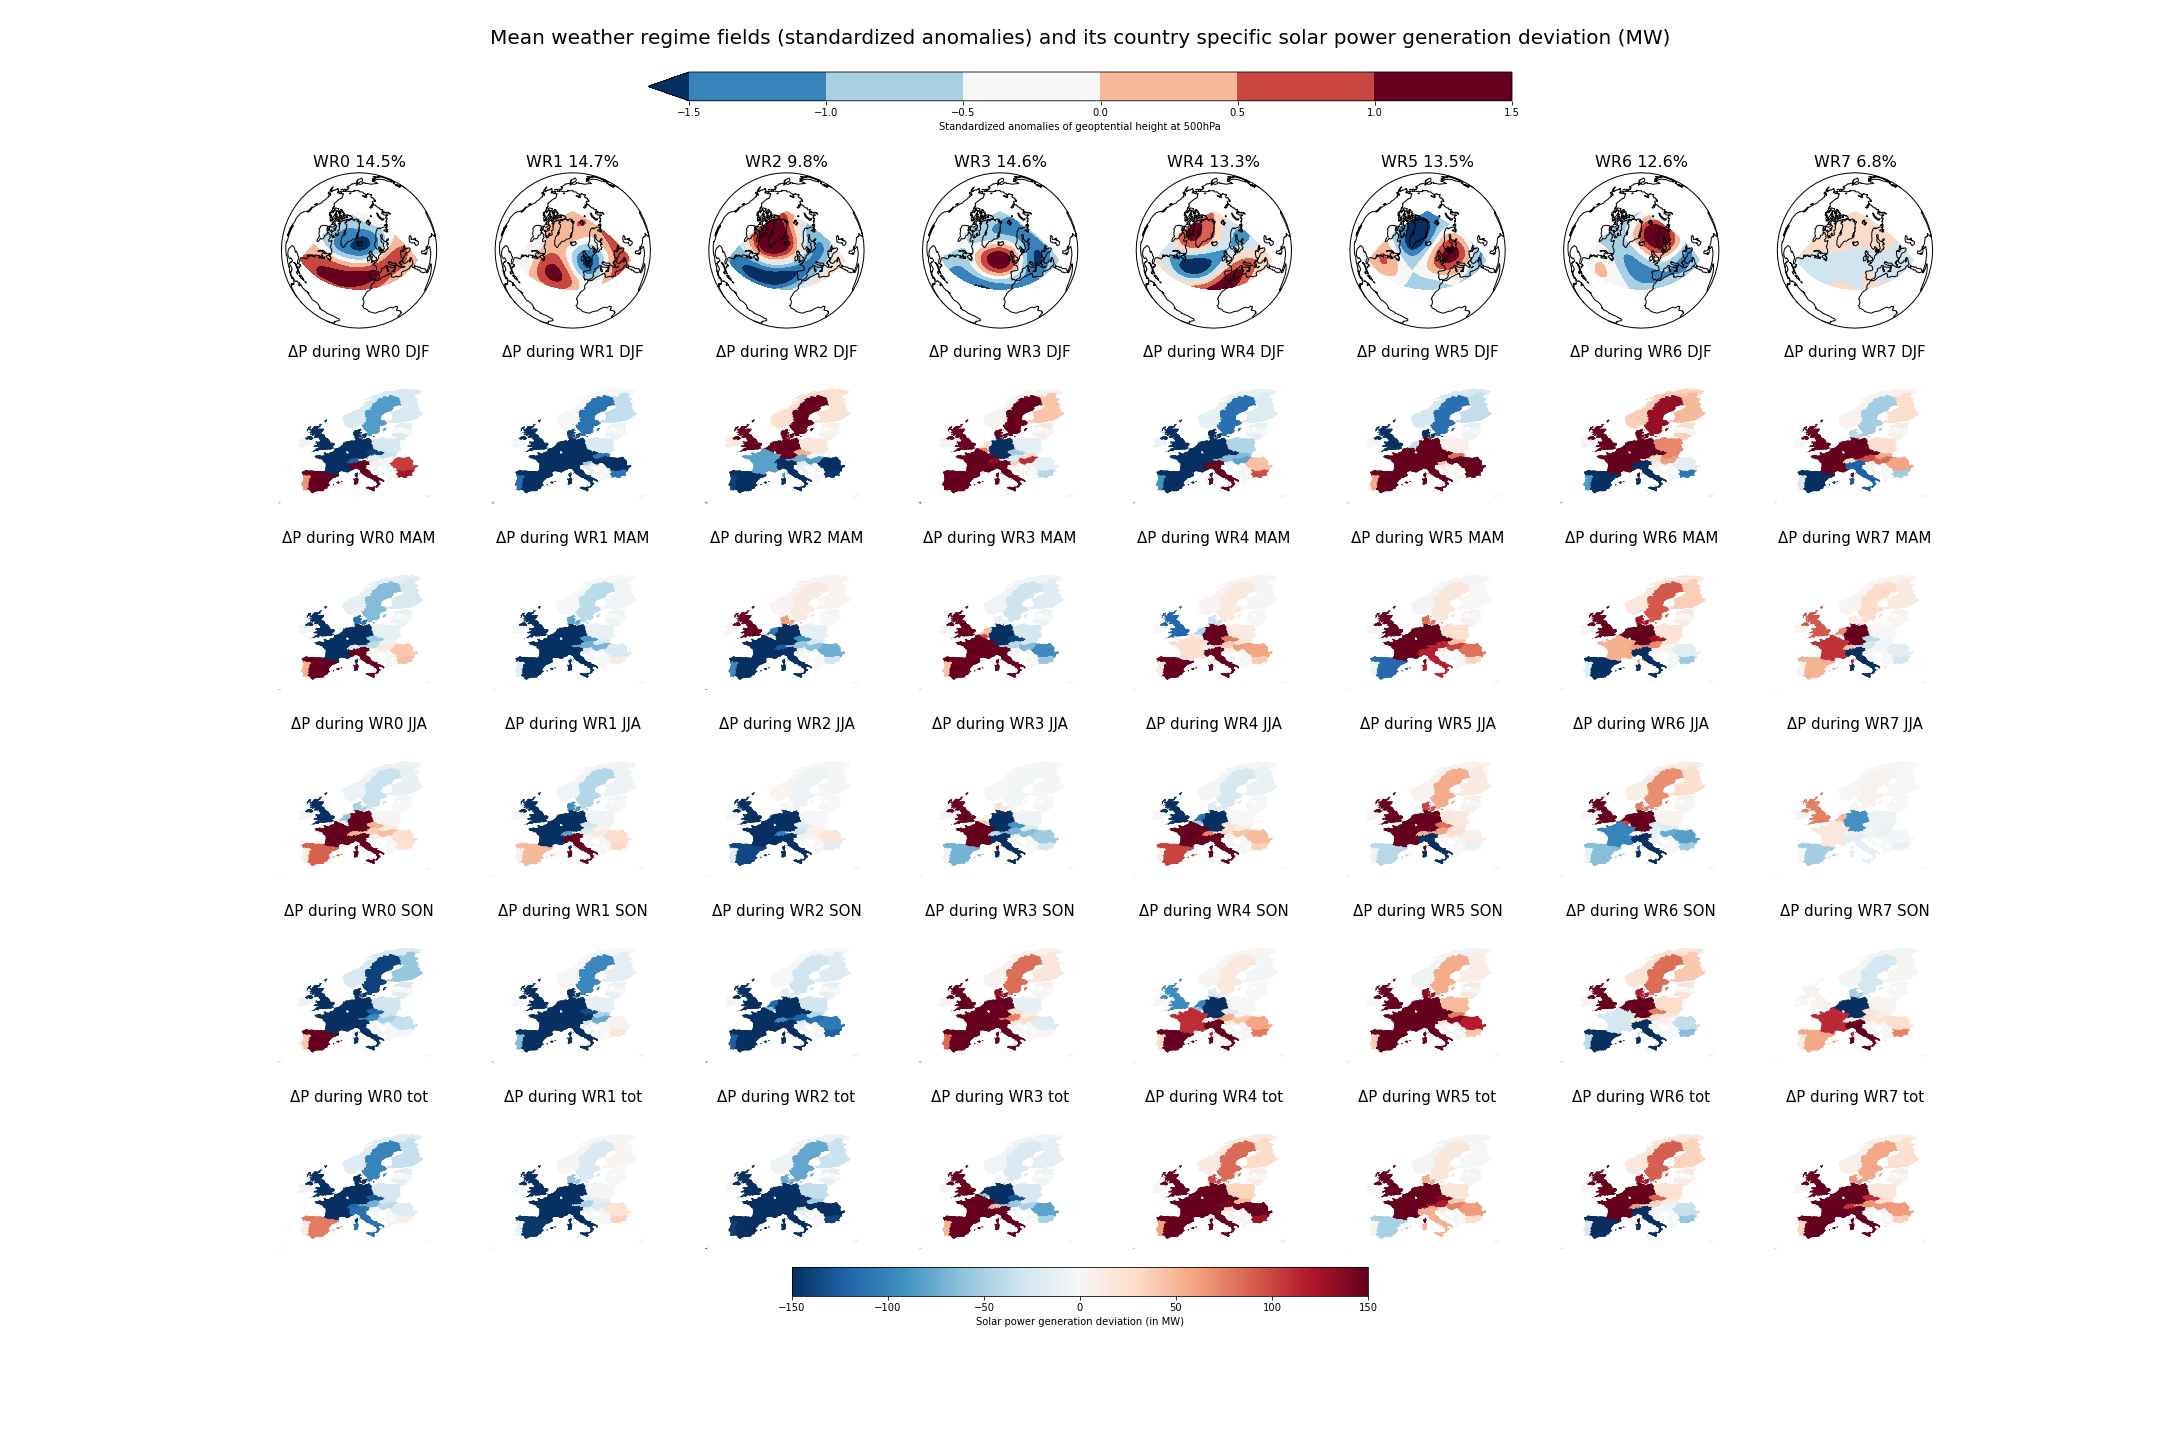 Mean weather regime fields (standardized anomalies) and its country specific solar power generation deviation (MW)
−1.5 −1.0 −0.5 0.0 0.5 1.0 1.5
Standardized anomalies of geoptential height at 500hPa
WR0 14.5% WR1 14.7% WR2 9.8% WR3 14.6% WR4 13.3% WR5 13.5% WR6 12.6% WR7 6.8%
ΔP during WR0 DJF ΔP during WR1 DJF ΔP during WR2 DJF ΔP during WR3 DJF ΔP during WR4 DJF ΔP during WR5 DJF ΔP during WR6 DJF ΔP during WR7 DJF
ΔP during WR0 MAM ΔP during WR1 MAM ΔP during WR2 MAM ΔP during WR3 MAM ΔP during WR4 MAM ΔP during WR5 MAM ΔP during WR6 MAM ΔP during WR7 MAM
ΔP during WR0 JJA ΔP during WR1 JJA ΔP during WR2 JJA ΔP during WR3 JJA ΔP during WR4 JJA ΔP during WR5 JJA ΔP during WR6 JJA ΔP during WR7 JJA
ΔP during WR0 SON ΔP during WR1 SON ΔP during WR2 SON ΔP during WR3 SON ΔP during WR4 SON ΔP during WR5 SON ΔP during WR6 SON ΔP during WR7 SON
ΔP during WR0 tot ΔP during WR1 tot ΔP during WR2 tot ΔP during WR3 tot ΔP during WR4 tot ΔP during WR5 tot ΔP during WR6 tot ΔP during WR7 tot
−150 −100 −50 0 50 100 150
Solar power generation deviation (in MW)